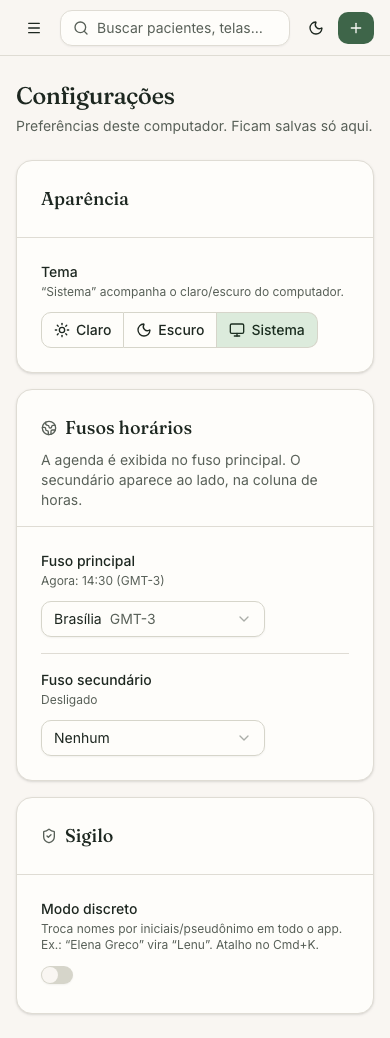 Buscar pacientes, telas...
Configurações
Preferências deste computador. Ficam salvas só aqui.
Aparência
Tema
“Sistema” acompanha o claro/escuro do computador.
Claro Escuro Sistema
Fusos horários
A agenda é exibida no fuso principal. O
secundário aparece ao lado, na coluna de
horas.
Fuso principal
Agora: 14:30 (GMT-3)
Brasília GMT-3
Fuso secundário
Desligado
Nenhum
Sigilo
Modo discreto
Troca nomes por iniciais/pseudônimo em todo o app.
Ex.: “Elena Greco” vira “Lenu”. Atalho no Cmd+K.